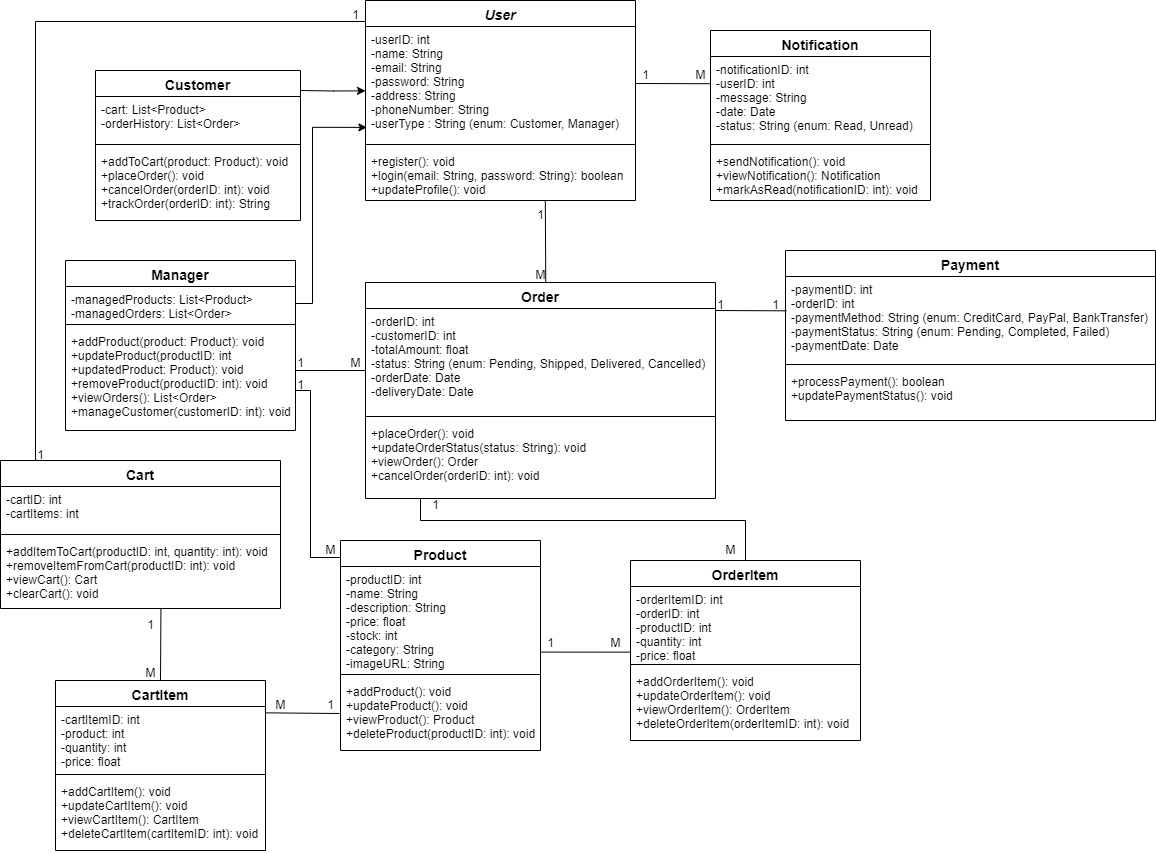 1
User
-userID: int
-name: String
-email: String
-password: String
-address: String
-phoneNumber: String
-userType : String (enum: Customer, Manager)
+register(): void
+login(email: String, password: String): boolean
+updateProfile(): void
1
M
Notification
-notificationID: int
-userID: int
-message: String
-date: Date
-status: String (enum: Read, Unread)
+sendNotification(): void
+viewNotification(): Notification
+markAsRead(notificationID: int): void
Customer
-cart: List<Product>
-orderHistory: List<Order>
+addToCart(product: Product): void
+placeOrder(): void
+cancelOrder(orderID: int): void
+trackOrder(orderID: int): String
1
M
Manager
-managedProducts: List<Product>
-managedOrders: List<Order>
+addProduct(product: Product): void
+updateProduct(productID: int
+updatedProduct: Product): void
+removeProduct(productID: int): void
+viewOrders(): List<Order>
+manageCustomer(customerID: int): void
1
M
1
Order
-orderID: int
-customerID: int
-totalAmount: float
-status: String (enum: Pending, Shipped, Delivered, Cancelled)
-orderDate: Date
-deliveryDate: Date
+placeOrder(): void
+updateOrderStatus(status: String): void
+viewOrder(): Order
+cancelOrder(orderID: int): void
1
1
Payment
-paymentID: int
-orderID: int
-paymentMethod: String (enum: CreditCard, PayPal, BankTransfer)
-paymentStatus: String (enum: Pending, Completed, Failed)
-paymentDate: Date
+processPayment(): boolean
+updatePaymentStatus(): void
1
Cart
-cartID: int
-cartItems: int
+addItemToCart(productID: int, quantity: int): void
+removeItemFromCart(productID: int): void
+viewCart(): Cart
+clearCart(): void
1
M
M
Product
-productID: int
-name: String
-description: String
-price: float
-stock: int
-category: String
-imageURL: String
+addProduct(): void
+updateProduct(): void
+viewProduct(): Product
+deleteProduct(productID: int): void
1
M
OrderItem
-orderItemID: int
-orderID: int
-productID: int
-quantity: int
-price: float
+addOrderItem(): void
+updateOrderItem(): void
+viewOrderItem(): OrderItem
+deleteOrderItem(orderItemID: int): void
1
M
CartItem
-cartItemID: int
-product: int
-quantity: int
-price: float
+addCartItem(): void
+updateCartItem(): void
+viewCartItem(): CartItem
+deleteCartItem(cartItemID: int): void
M
1